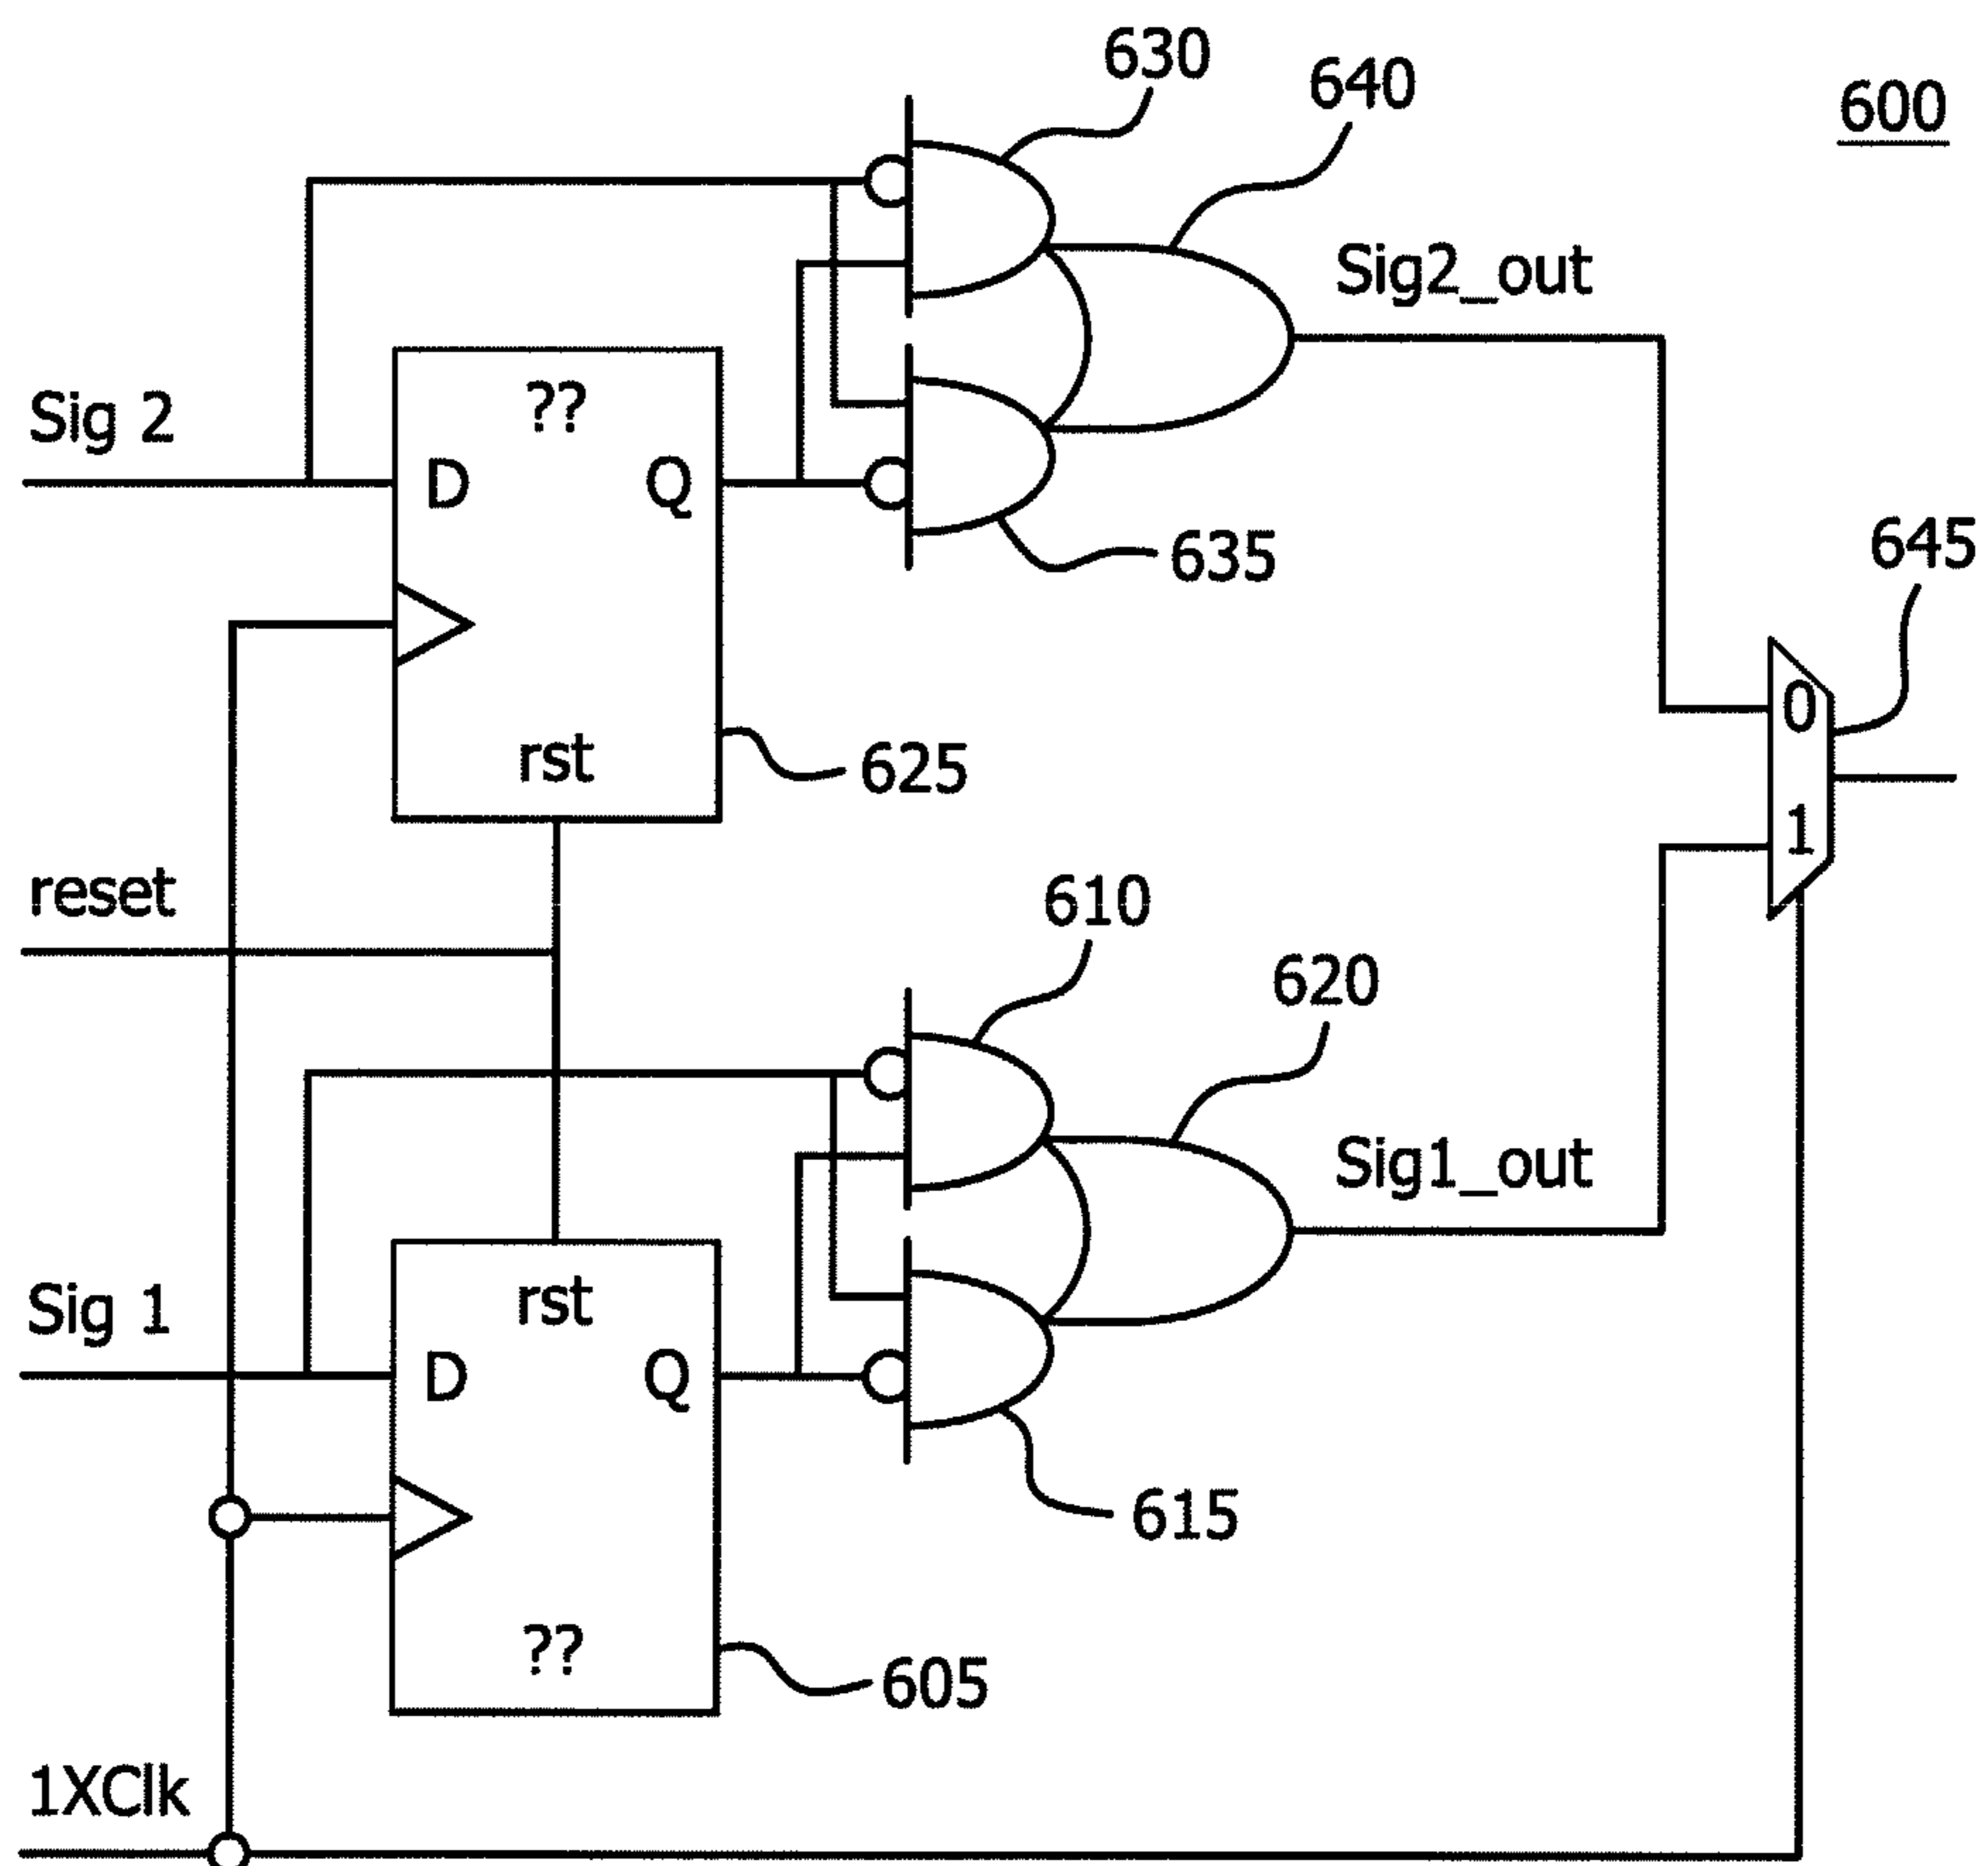 630
640
600
Sig2_out
Sig 2
??
D
Q
635
645
0
rst
625
1
reset
610
620
Sig1_out
Sig 1
rst
D
Q
615
??
605
1XClk